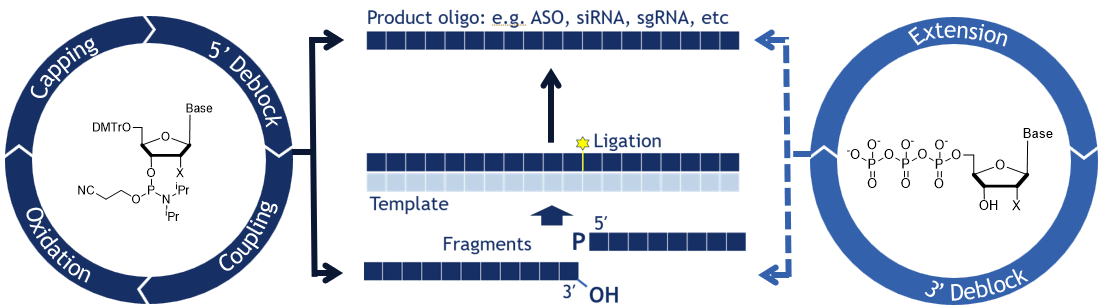 Capping
5' Deblock
Coupling
Oxidation
Base
DMTrO
O
O
X
P
iPr
NC
O
N
iPr
Product oligo: e.g. ASO, siRNA, sgRNA, etc
Ligation
Template
Fragments
5'
P
3'
OH
Extension
3' Deblock
Base
O- O- O-
-O P O P O P O
O O O
O
OH X